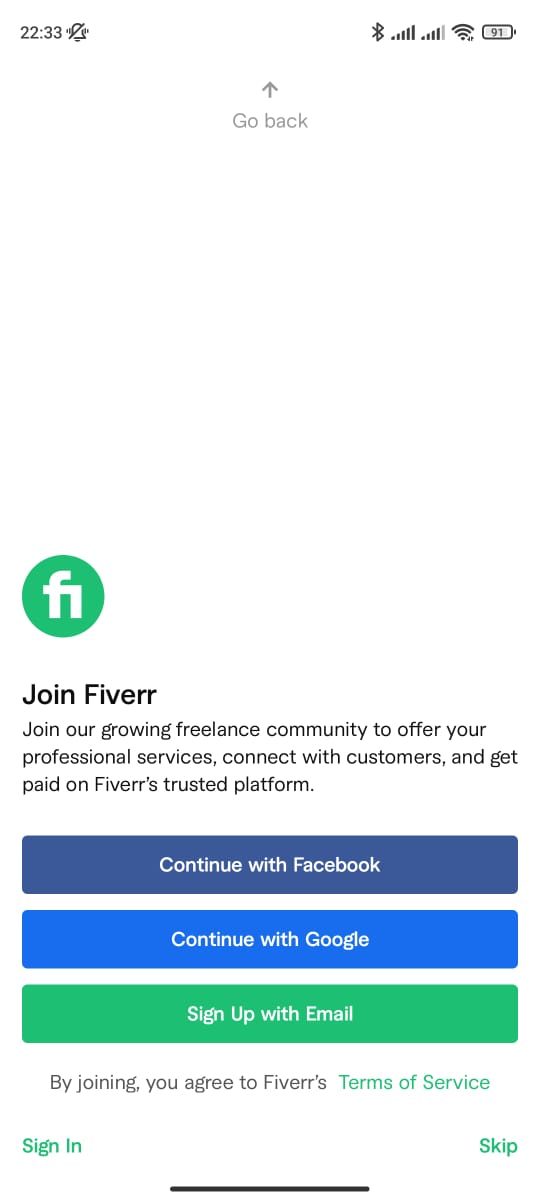 22:33
91
Go back
fi
Join Fiverr
Join our growing freelance community to offer your
professional services, connect with customers, and get
paid on Fiverr's trusted platform.
Continue with Facebook
Continue with Google
Sign Up with Email
By joining, you agree to Fiverr's Terms of Service
Sign In
Skip